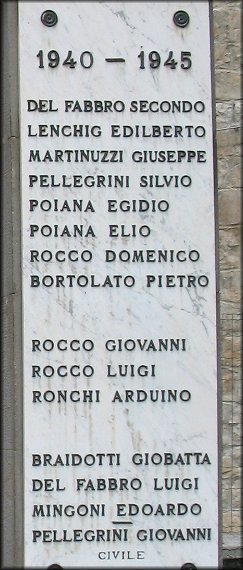 1940 – 1945
DEL FABBRO SECONDO
LENCHIG EDILBERTO
MARTINUZZI GIUSEPPE
PELLEGRINI SILVIO
POIANA EGIDIO
POIANA ELIO
ROCCO DOMENICO
BORTOLATO PIETRO
ROCCO GIOVANNI
ROCCO LUIGI
RONCHI ARDUINO
BRAIDOTTI GIOBATTA
DEL FABBRO LUIGI
MINGONI EDOARDO
PELLEGRINI GIOVANNI
CIVILE